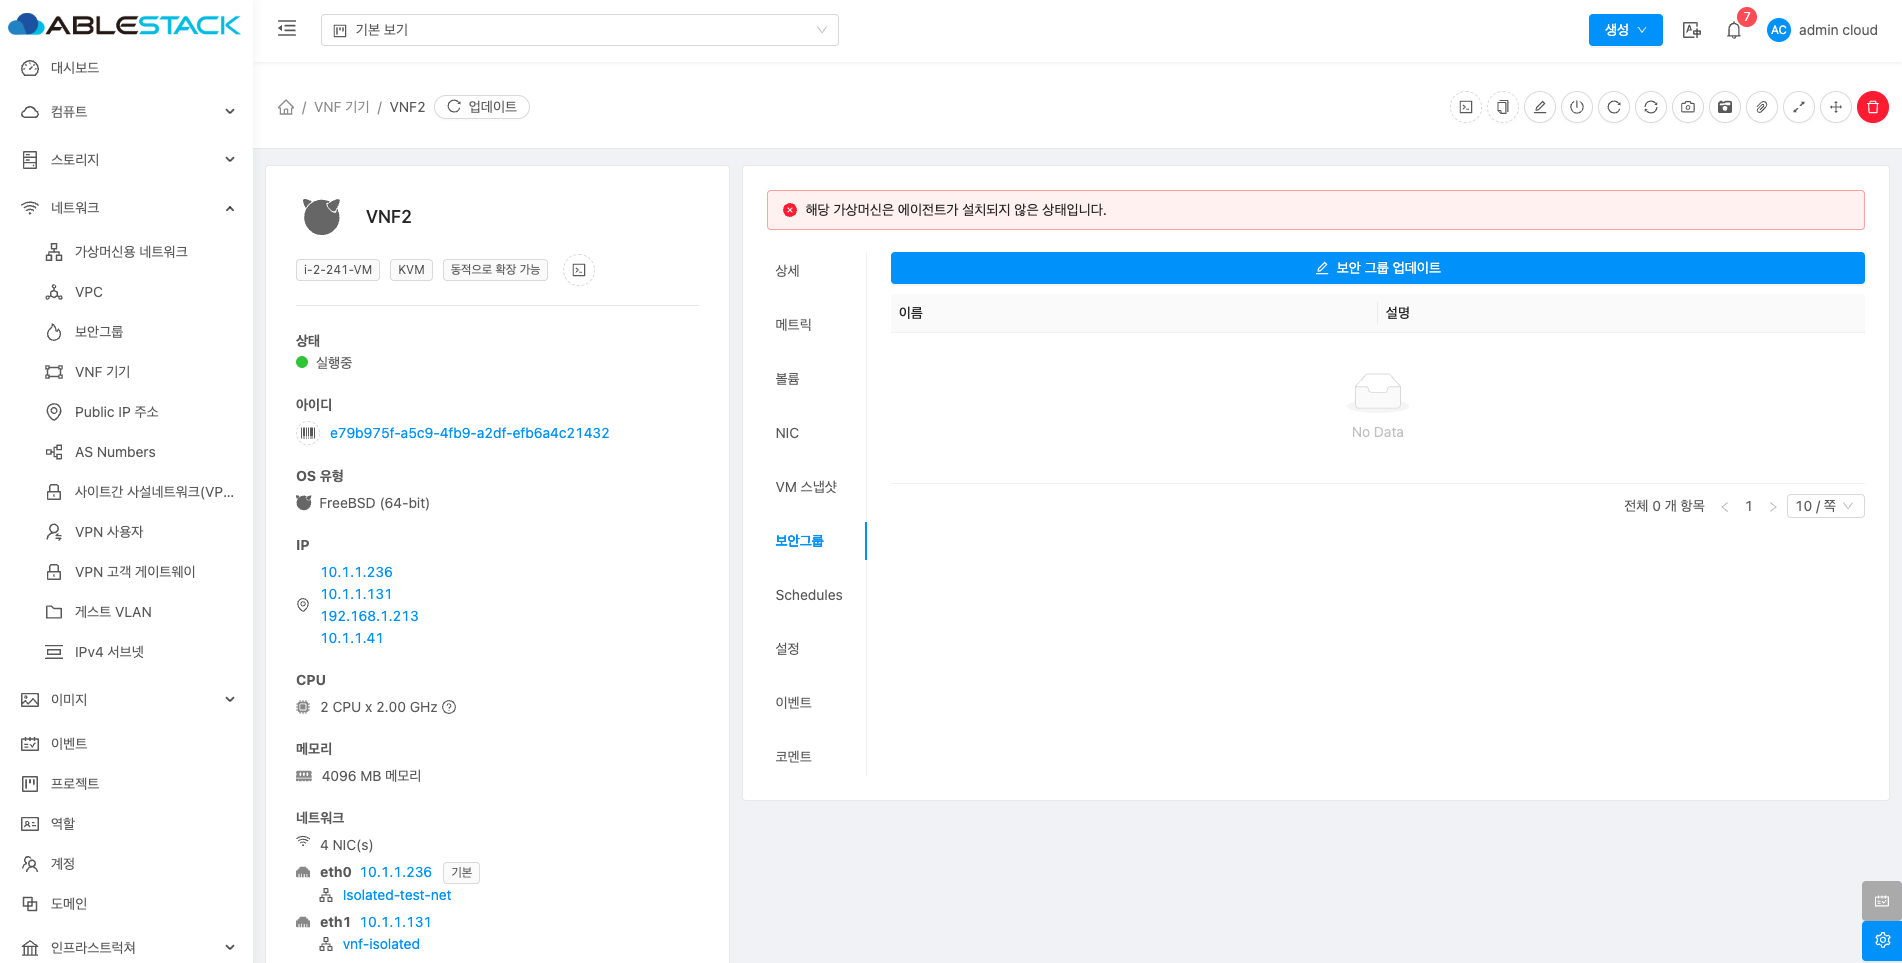 ABLESTACK
대시보드
컴퓨트
스토리지
네트워크
가상머신용 네트워크
VPC
보안그룹
VNF 기기
Public IP 주소
AS Numbers
사이트간 사설네트워크(VP...
VPN 사용자
VPN 고객 게이트웨이
게스트 VLAN
IPv4 서브넷
이미지
이벤트
프로젝트
역할
계정
도메인
인프라스트럭쳐
기본 보기
생성
7
AC admin cloud
/ VNF 기기 / VNF2 업데이트
VNF2
i-2-241-VM KVM 동적으로 확장 가능
상태
실행중
아이디
e79b975f-a5c9-4fb9-a2df-efb6a4c21432
OS 유형
FreeBSD (64-bit)
IP
10.1.1.236
10.1.1.131
192.168.1.213
10.1.1.41
CPU
2 CPU x 2.00 GHz
메모리
4096 MB 메모리
네트워크
4 NIC(s)
eth0 10.1.1.236 기본
Isolated-test-net
eth1 10.1.1.131
vnf-isolated
해당 가상머신은 에이전트가 설치되지 않은 상태입니다.
상세
메트릭
볼륨
NIC
VM 스냅샷
보안그룹
Schedules
설정
이벤트
코멘트
보안 그룹 업데이트
이름 설명
No Data
전체 0 개 항목 < 1 > 10 / 쪽